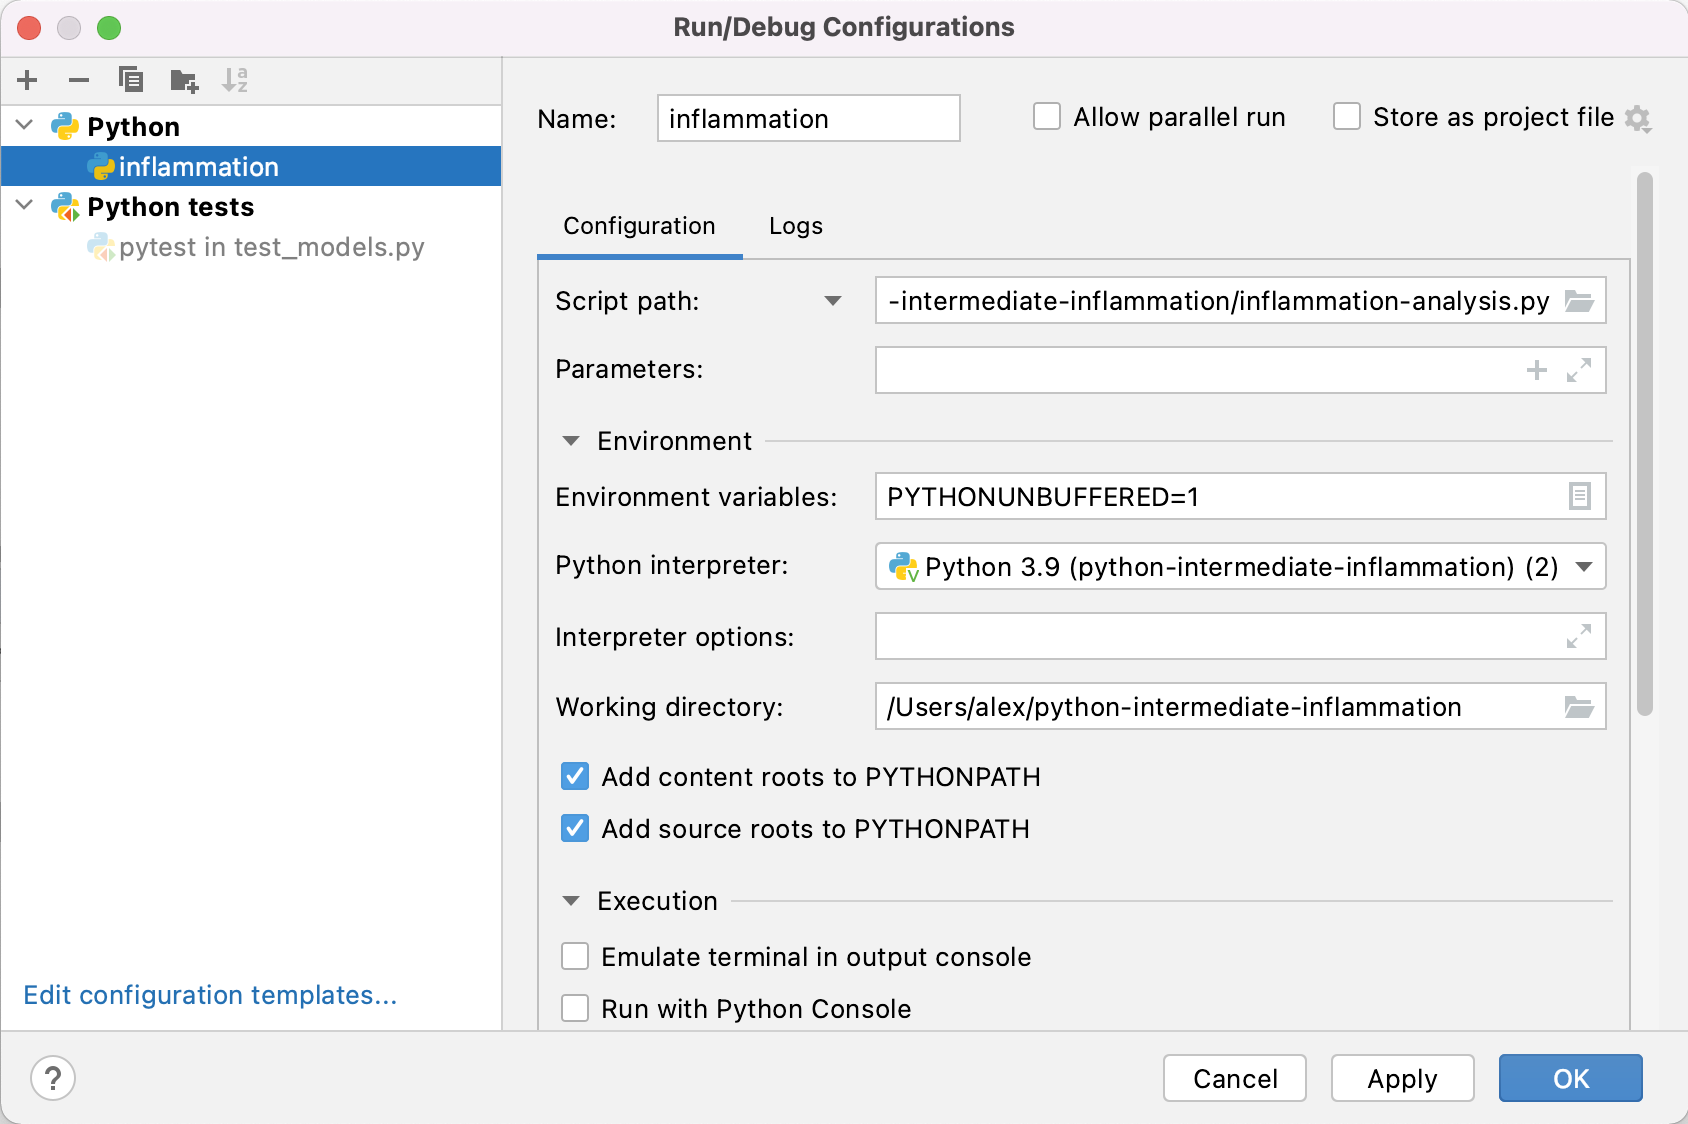 Run/Debug Configurations
Python
inflammation
Python tests
pytest in test_models.py
Edit configuration templates...
Name: inflammation
Allow parallel run
Store as project file
Configuration Logs
Script path: -intermediate-inflammation/inflammation-analysis.py
Parameters:
Environment
Environment variables: PYTHONUNBUFFERED=1
Python interpreter: Python 3.9 (python-intermediate-inflammation) (2)
Interpreter options:
Working directory: /Users/alex/python-intermediate-inflammation
Add content roots to PYTHONPATH
Add source roots to PYTHONPATH
Execution
Emulate terminal in output console
Run with Python Console
? Cancel Apply OK